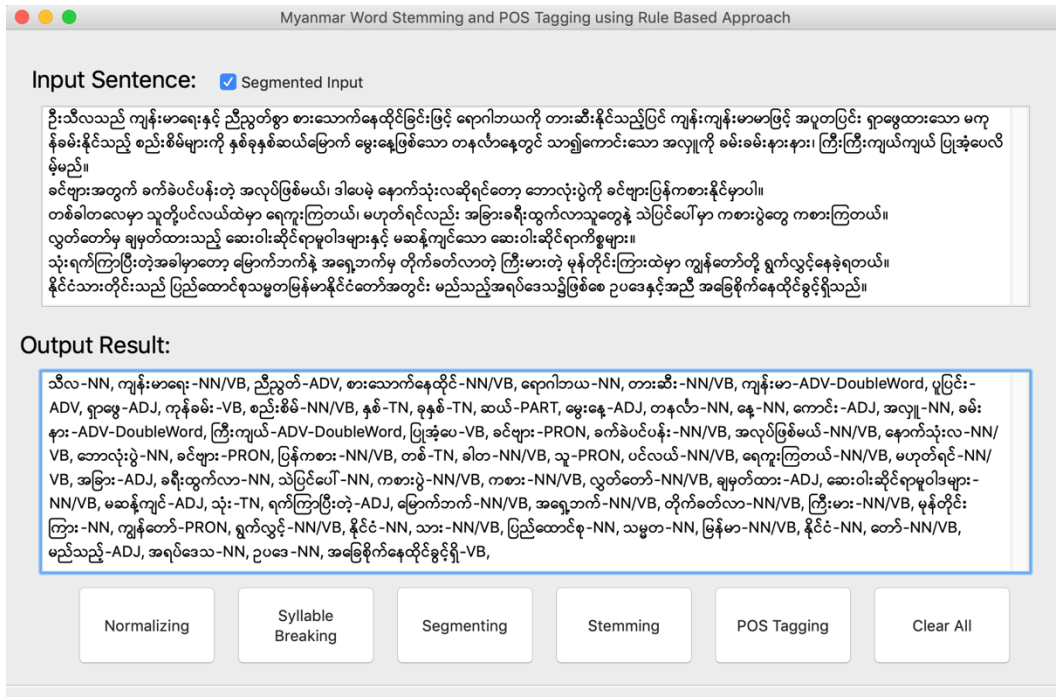 Myanmar Word Stemming and POS Tagging using Rule Based Approach
Input Sentence: Segmented Input
ဦးသီလသည် ကျန်းမာရေးနှင့် ညီညွတ်စွာ စားသောက်နေထိုင်ခြင်းဖြင့် ရောဂါဘယကို တားဆီးနိုင်သည့်ပြင် ကျန်းကျန်းမာမာဖြင့် အပူတပြင်း ရှာဖွေထားသော မကု
န်ခမ်းနိုင်သည့် စည်းစိမ်များကို နှစ်ခုနှစ်ဆယ်မြောက် မွေးနေ့ဖြစ်သော တနင်္လာနေ့တွင် သာ၍ကောင်းသော အလှူကို ခမ်းခမ်းနားနား၊ ကြီးကြီးကျယ်ကျယ် ပြုအံ့ပေလိ
မ့်မည်။
ခင်ဗျားအတွက် ခက်ခဲပင်ပန်းတဲ့ အလုပ်ဖြစ်မယ်၊ ဒါပေမဲ့ နောက်သုံးလဆိုရင်တော့ ဘောလုံးပွဲကို ခင်ဗျားပြန်ကစားနိုင်မှာပါ။
တစ်ခါတလေမှာ သူတို့ပင်လယ်ထဲမှာ ရေကူးကြတယ်၊ မဟုတ်ရင်လည်း အခြားခရီးထွက်လာသူတွေနဲ့ သဲပြင်ပေါ်မှာ ကစားပွဲတွေ ကစားကြတယ်။
လွှတ်တော်မှ ချမှတ်ထားသည့် ဆေးဝါးဆိုင်ရာမူဝါဒများနှင့် မဆန့်ကျင်သော ဆေးဝါးဆိုင်ရာကိစ္စများ။
သုံးရက်ကြာပြီးတဲ့အခါမှာတော့ မြောက်ဘက်နဲ့ အရှေ့ဘက်မှ တိုက်ခတ်လာတဲ့ ကြီးမားတဲ့ မုန်တိုင်းကြားထဲမှာ ကျွန်တော်တို့ ရွက်လွှင့်နေခဲ့ရတယ်။
နိုင်ငံသားတိုင်းသည် ပြည်ထောင်စုသမ္မတမြန်မာနိုင်ငံတော်အတွင်း မည်သည့်အရပ်ဒေသ၌ဖြစ်စေ ဥပဒေနှင့်အညီ အခြေစိုက်နေထိုင်ခွင့်ရှိသည်။
Output Result:
သီလ-NN, ကျန်းမာရေး-NN/VB, ညီညွတ်-ADV, စားသောက်နေထိုင်-NN/VB, ရောဂါဘယ-NN, တားဆီး-NN/VB, ကျန်းမာ-ADV-DoubleWord, ပူပြင်း-
ADV, ရှာဖွေ-ADJ, ကုန်ခမ်း-VB, စည်းစိမ်-NN/VB, နှစ်-TN, ခုနှစ်-TN, ဆယ်-PART, မွေးနေ့-ADJ, တနင်္လာ-NN, နေ့-NN, ကောင်း-ADJ, အလှူ-NN, ခမ်း
နား-ADV-DoubleWord, ကြီးကျယ်-ADV-DoubleWord, ပြုအံ့ပေ-VB, ခင်ဗျား-PRON, ခက်ခဲပင်ပန်း-NN/VB, အလုပ်ဖြစ်မယ်-NN/VB, နောက်သုံးလ-NN/
VB, ဘောလုံးပွဲ-NN, ခင်ဗျား-PRON, ပြန်ကစား-NN/VB, တစ်-TN, ခါတ-NN/VB, သူ-PRON, ပင်လယ်-NN/VB, ရေကူးကြတယ်-NN/VB, မဟုတ်ရင်-NN/
VB, အခြား-ADJ, ခရီးထွက်လာ-NN, သဲပြင်ပေါ်-NN, ကစားပွဲ-NN/VB, ကစား-NN/VB, လွှတ်တော်-NN/VB, ချမှတ်ထား-ADJ, ဆေးဝါးဆိုင်ရာမူဝါဒများ-
NN/VB, မဆန့်ကျင်-ADJ, သုံး-TN, ရက်ကြာပြီးတဲ့-ADJ, မြောက်ဘက်-NN/VB, အရှေ့ဘက်-NN/VB, တိုက်ခတ်လာ-NN/VB, ကြီးမား-NN/VB, မုန်တိုင်း
ကြား-NN, ကျွန်တော်-PRON, ရွက်လွှင့်-NN/VB, နိုင်ငံ-NN, သား-NN/VB, ပြည်ထောင်စု-NN, သမ္မတ-NN, မြန်မာ-NN/VB, နိုင်ငံ-NN, တော်-NN/VB,
မည်သည့်-ADJ, အရပ်ဒေသ-NN, ဥပဒေ-NN, အခြေစိုက်နေထိုင်ခွင့်ရှိ-VB,
Normalizing
Syllable
Breaking
Segmenting
Stemming
POS Tagging
Clear All